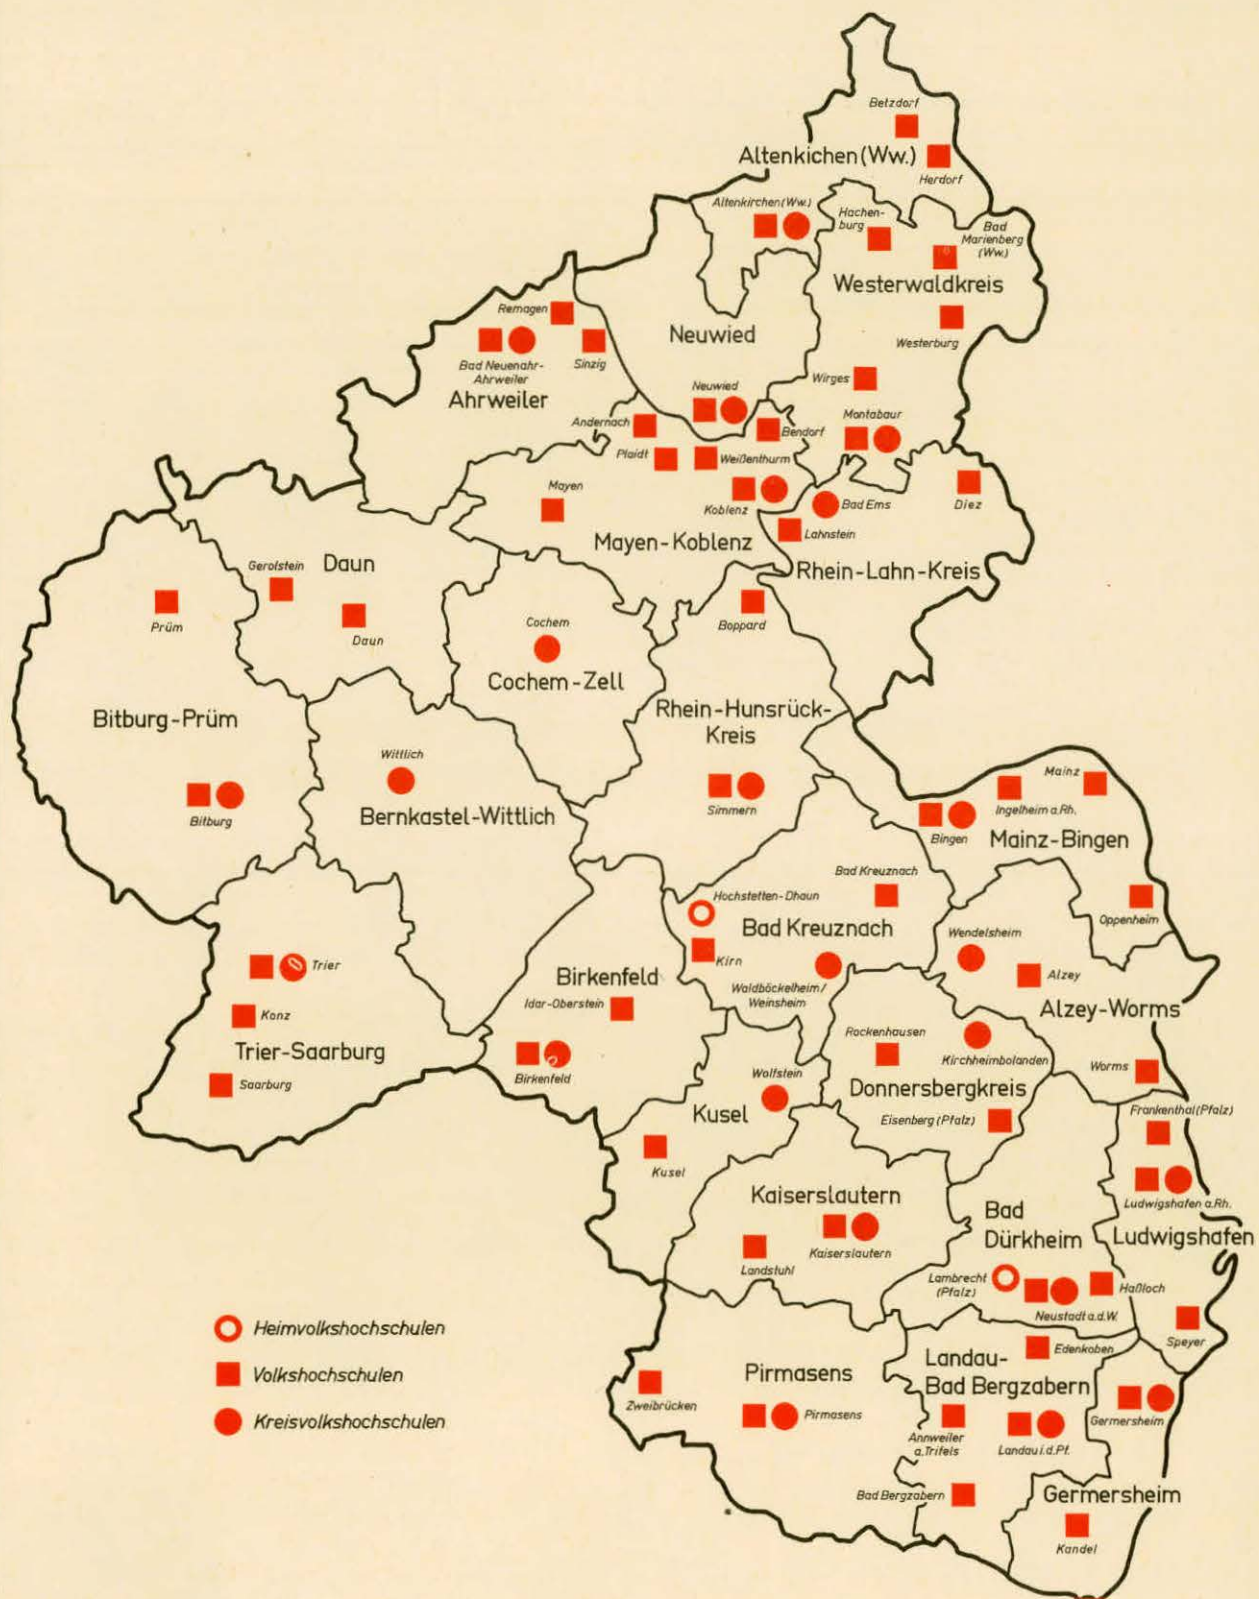 Betzdorf
Altenkichen (Ww.)
Herdorf
Altenkirchen (Ww.)
Hachen-
burg
Bad
Marienberg
(Ww.)
Westerwaldkreis
Remagen
Neuwied
Westerburg
Sinzig
Bad Neuenahr-
Ahrweiler
Ahrweiler
Wirges
Neuwied
Montabaur
Andernach
Bendorf
Plaidt
Weißenthurm
Mayen
Koblenz
Bad Ems
Diez
Lahnstein
Mayen-Koblenz
Rhein-Lahn-Kreis
Gerolstein
Daun
Prüm
Daun
Cochem
Boppard
Cochem-Zell
Bitburg-Prüm
Rhein-Hunsrück-
Kreis
Wittlich
Mainz
Bitburg
Bernkastel-Wittlich
Simmern
Ingelheim a.Rh.
Bingen
Mainz-Bingen
Bad Kreuznach
Hochstetten-Dhaun
Oppenheim
Bad Kreuznach
Wendelsheim
Kirn
Trier
Birkenfeld
Waldböckelheim/
Weinsheim
Alzey
Idar-Oberstein
Alzey-Worms
Konz
Trier-Saarburg
Rockenhausen
Kirchheimbolanden
Birkenfeld
Saarburg
Wolfstein
Donnersbergkreis
Worms
Kusel
Eisenberg (Pfalz)
Frankenthal (Pfalz)
Kusel
Kaiserslautern
Ludwigshafen a.Rh.
Bad
Dürkheim
Ludwigshafen
Kaiserslautern
Landstuhl
Lambrecht
(Pfalz)
Haßloch
Neustadt a.d.W.
Speyer
Edenkoben
Heimvolkshochschulen
Volkshochschulen
Kreisvolkshochschulen
Pirmasens
Landau-
Bad Bergzabern
Zweibrücken
Pirmasens
Germersheim
Annweiler
a.Trifels
Landau i.d.Pf.
Bad Bergzabern
Germersheim
Kandel